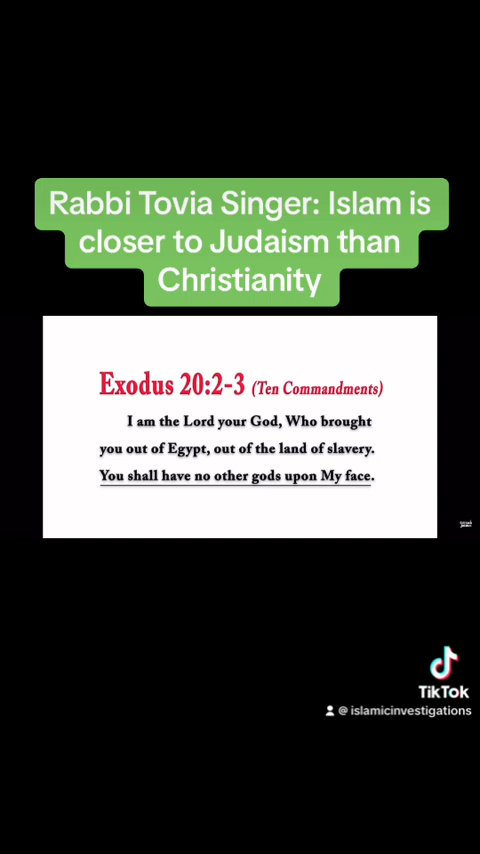 Rabbi Tovia Singer: Islam is
closer to Judaism than
Christianity
Exodus 20:2-3 (Ten Commandments)
I am the Lord your God, Who brought
you out of Egypt, out of the land of slavery.
You shall have no other gods upon My face.
TikTok
@ islamicinvestigations